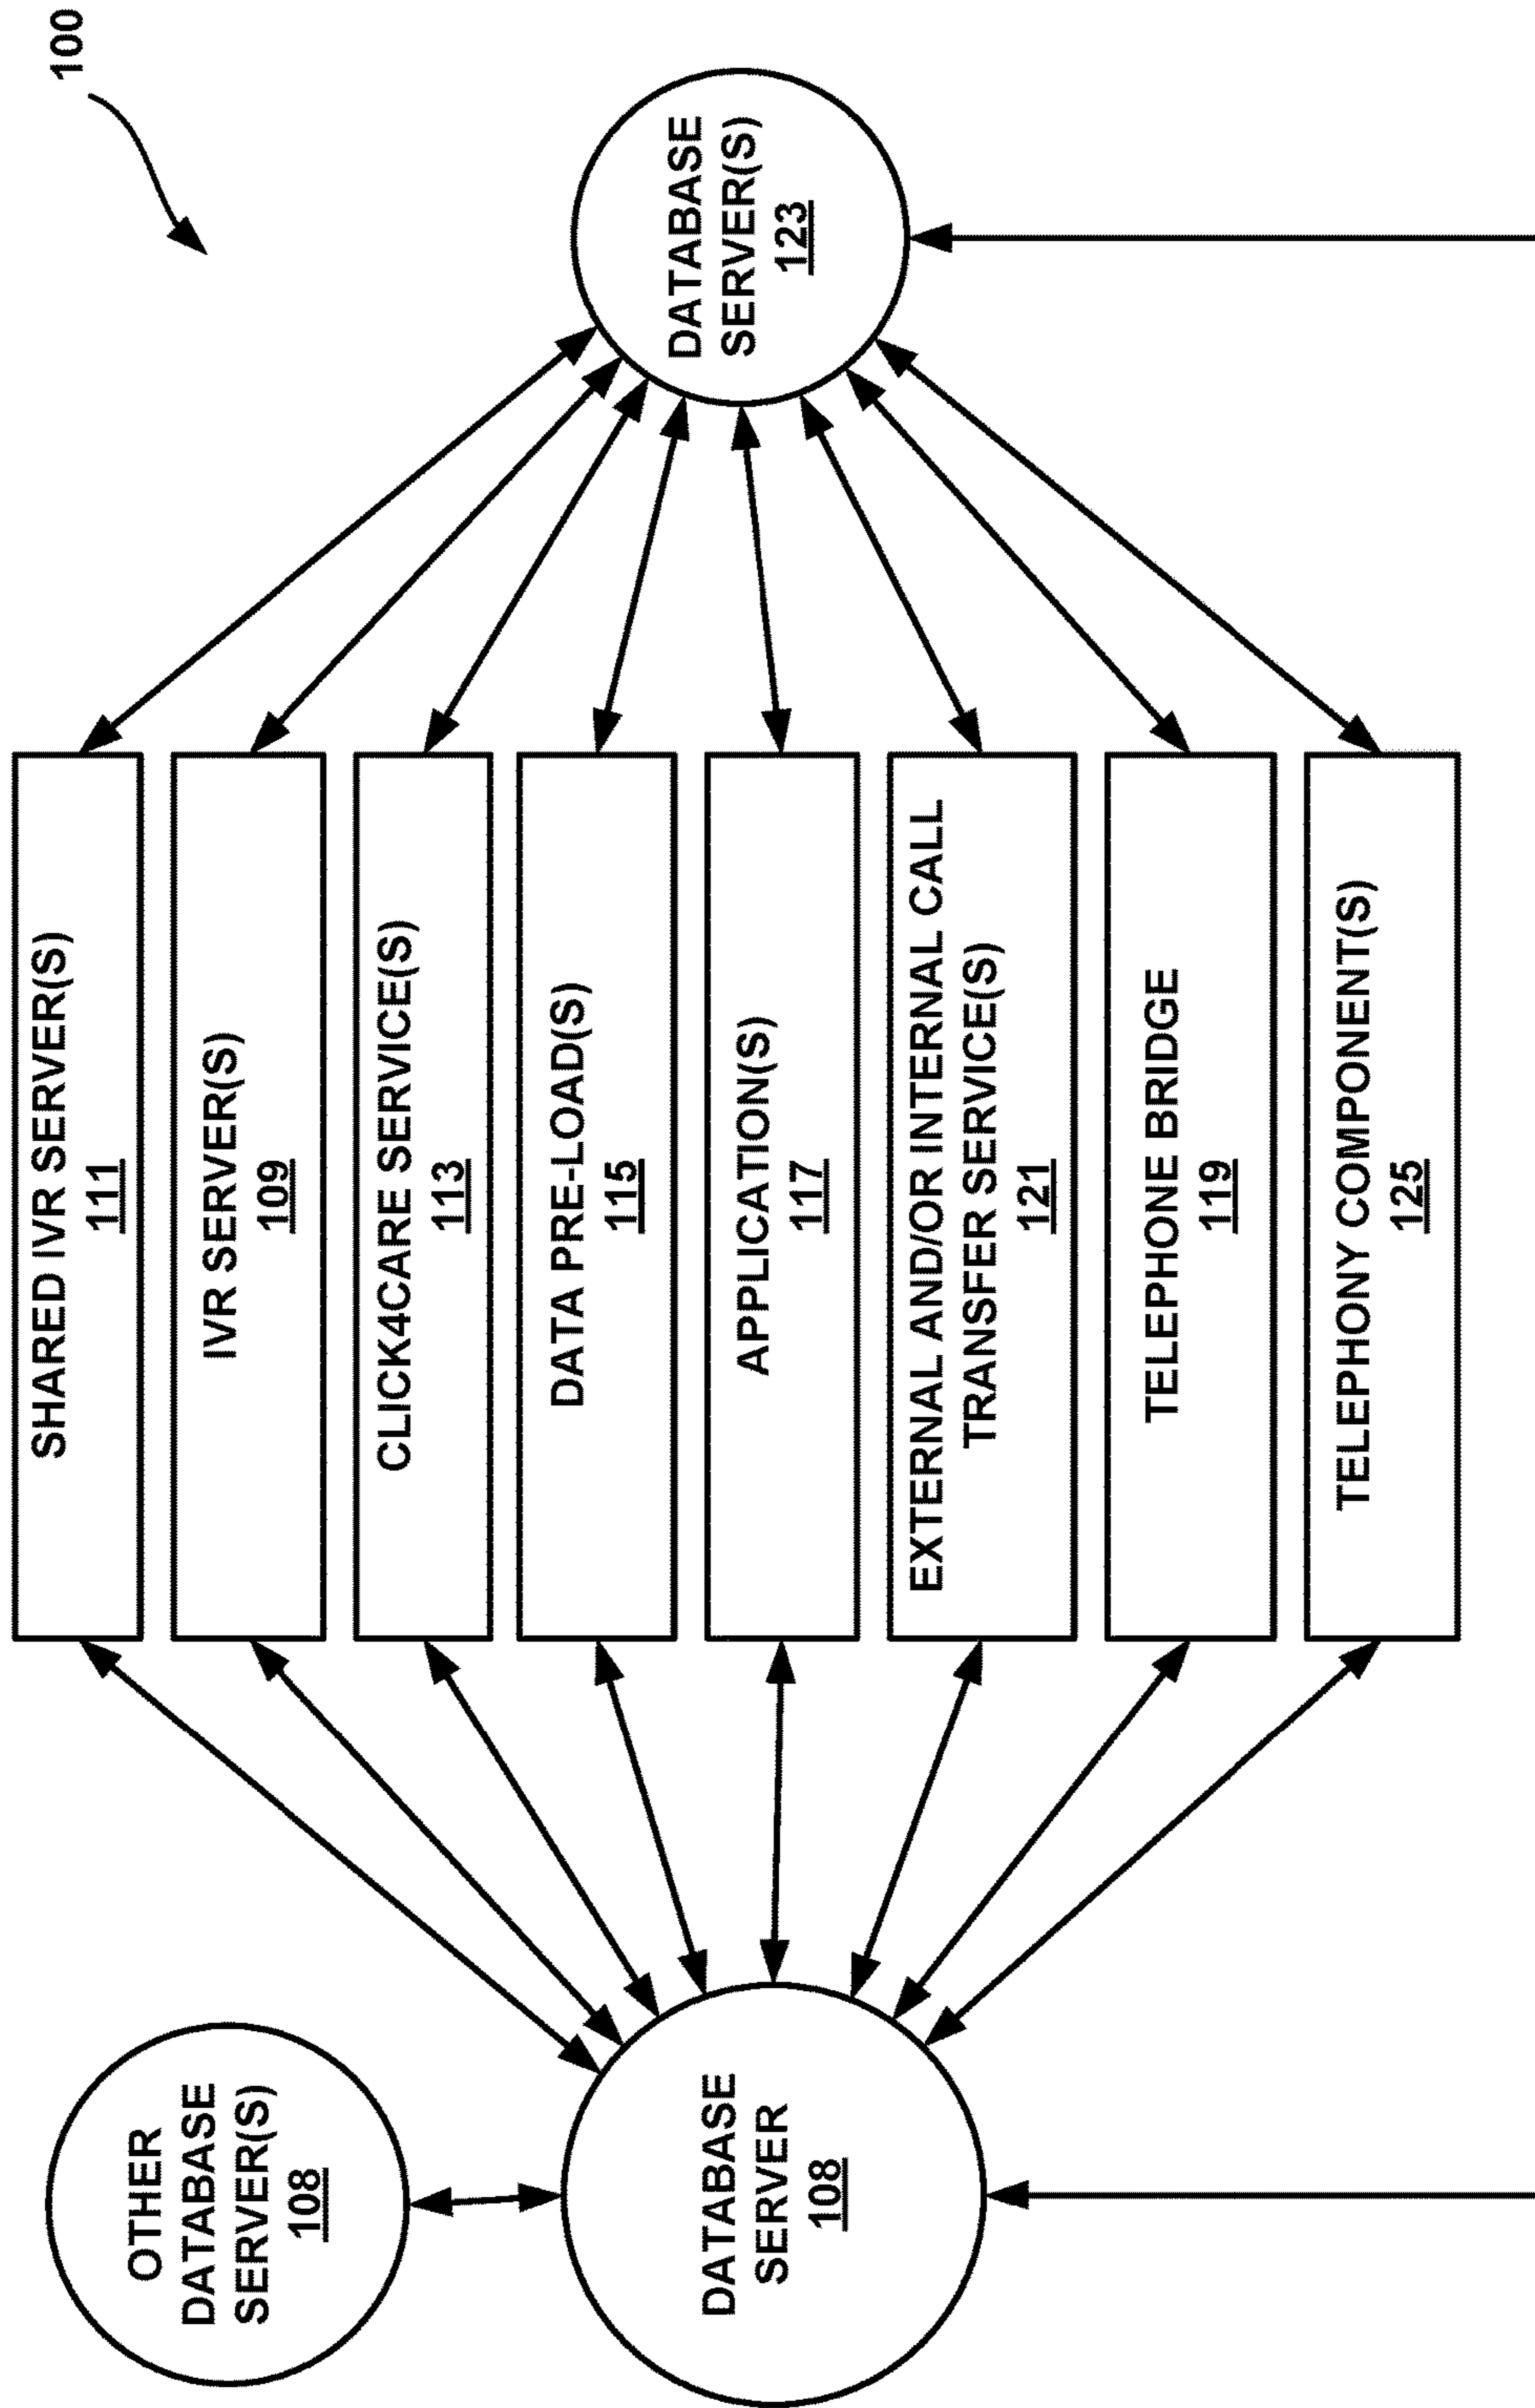 100
OTHER
DATABASE
SERVER(S)
108
DATABASE
SERVER
108
SHARED IVR SERVER(S)
111
IVR SERVER(S)
109
CLICK4CARE SERVICE(S)
113
DATA PRE-LOAD(S)
115
APPLICATION(S)
117
EXTERNAL AND/OR INTERNAL CALL
TRANSFER SERVICE(S)
121
TELEPHONE BRIDGE
119
TELEPHONY COMPONENT(S)
125
DATABASE
SERVER(S)
123